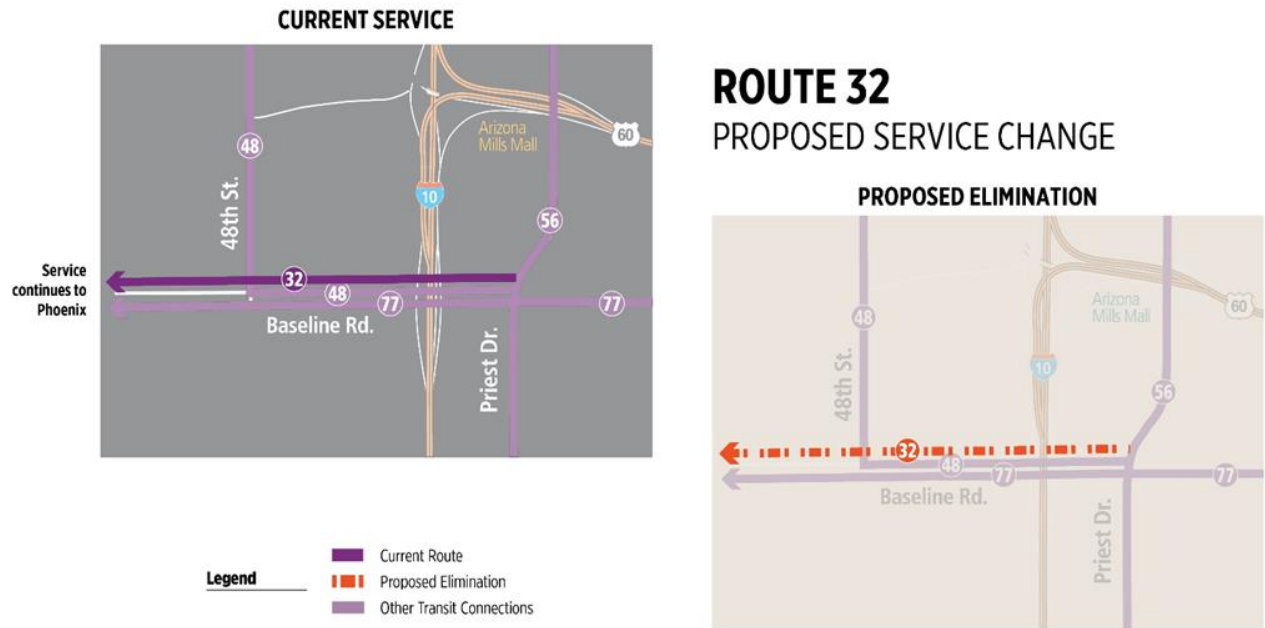 CURRENT SERVICE
48
48th St.
Arizona
Mills Mall
60
10
56
Service
continues to
Phoenix
32
48
77
77
Baseline Rd.
Priest Dr.
Legend
Current Route
Proposed Elimination
Other Transit Connections
ROUTE 32
PROPOSED SERVICE CHANGE
PROPOSED ELIMINATION
48
48th St.
Arizona
Mills Mall
60
10
56
32
48
77
77
Baseline Rd.
Priest Dr.